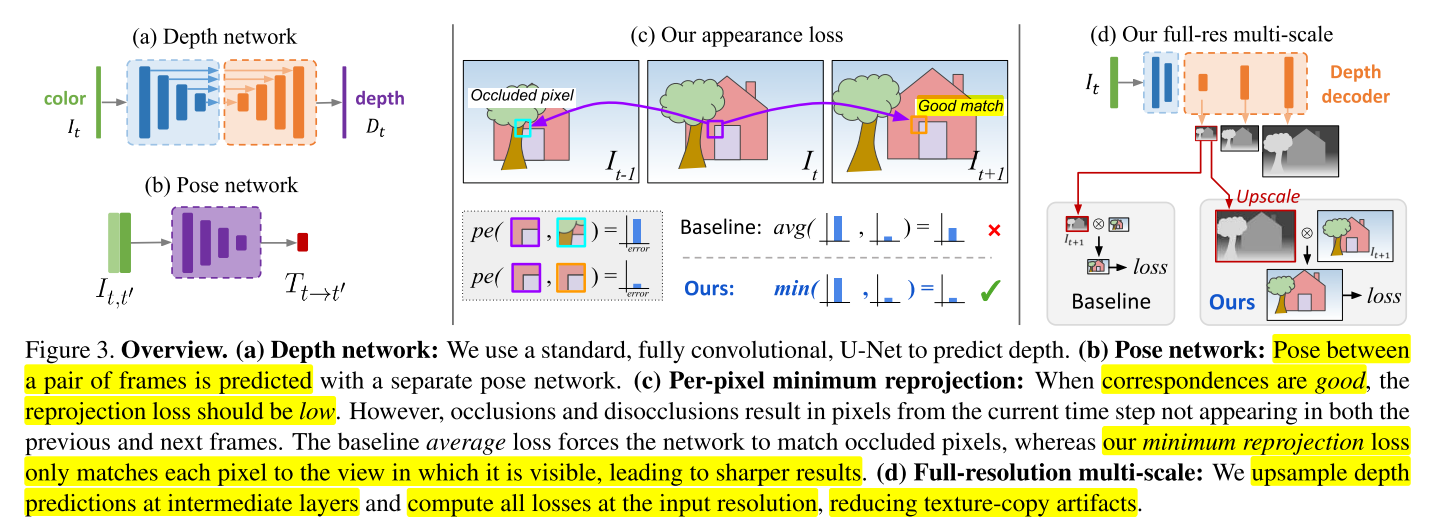 (a) Depth network
color
I_t
depth
D_t
(b) Pose network
I_{t,t'}
T_{t→t'}
(c) Our appearance loss
Occluded pixel
Good match
I_{t-1}
I_t
I_{t+1}
pe( , ) =
error
pe( , ) =
error
Baseline: avg( , ) = ×
Ours: min( , ) = ✓
(d) Our full-res multi-scale
I_t
Depth
decoder
Upscale
I_{t+1}
⊗
loss
Baseline
⊗
I_{t+1}
loss
Ours
Figure 3. Overview. (a) Depth network: We use a standard, fully convolutional, U-Net to predict depth. (b) Pose network: Pose between
a pair of frames is predicted with a separate pose network. (c) Per-pixel minimum reprojection: When correspondences are good, the
reprojection loss should be low. However, occlusions and disocclusions result in pixels from the current time step not appearing in both the
previous and next frames. The baseline average loss forces the network to match occluded pixels, whereas our minimum reprojection loss
only matches each pixel to the view in which it is visible, leading to sharper results. (d) Full-resolution multi-scale: We upsample depth
predictions at intermediate layers and compute all losses at the input resolution, reducing texture-copy artifacts.